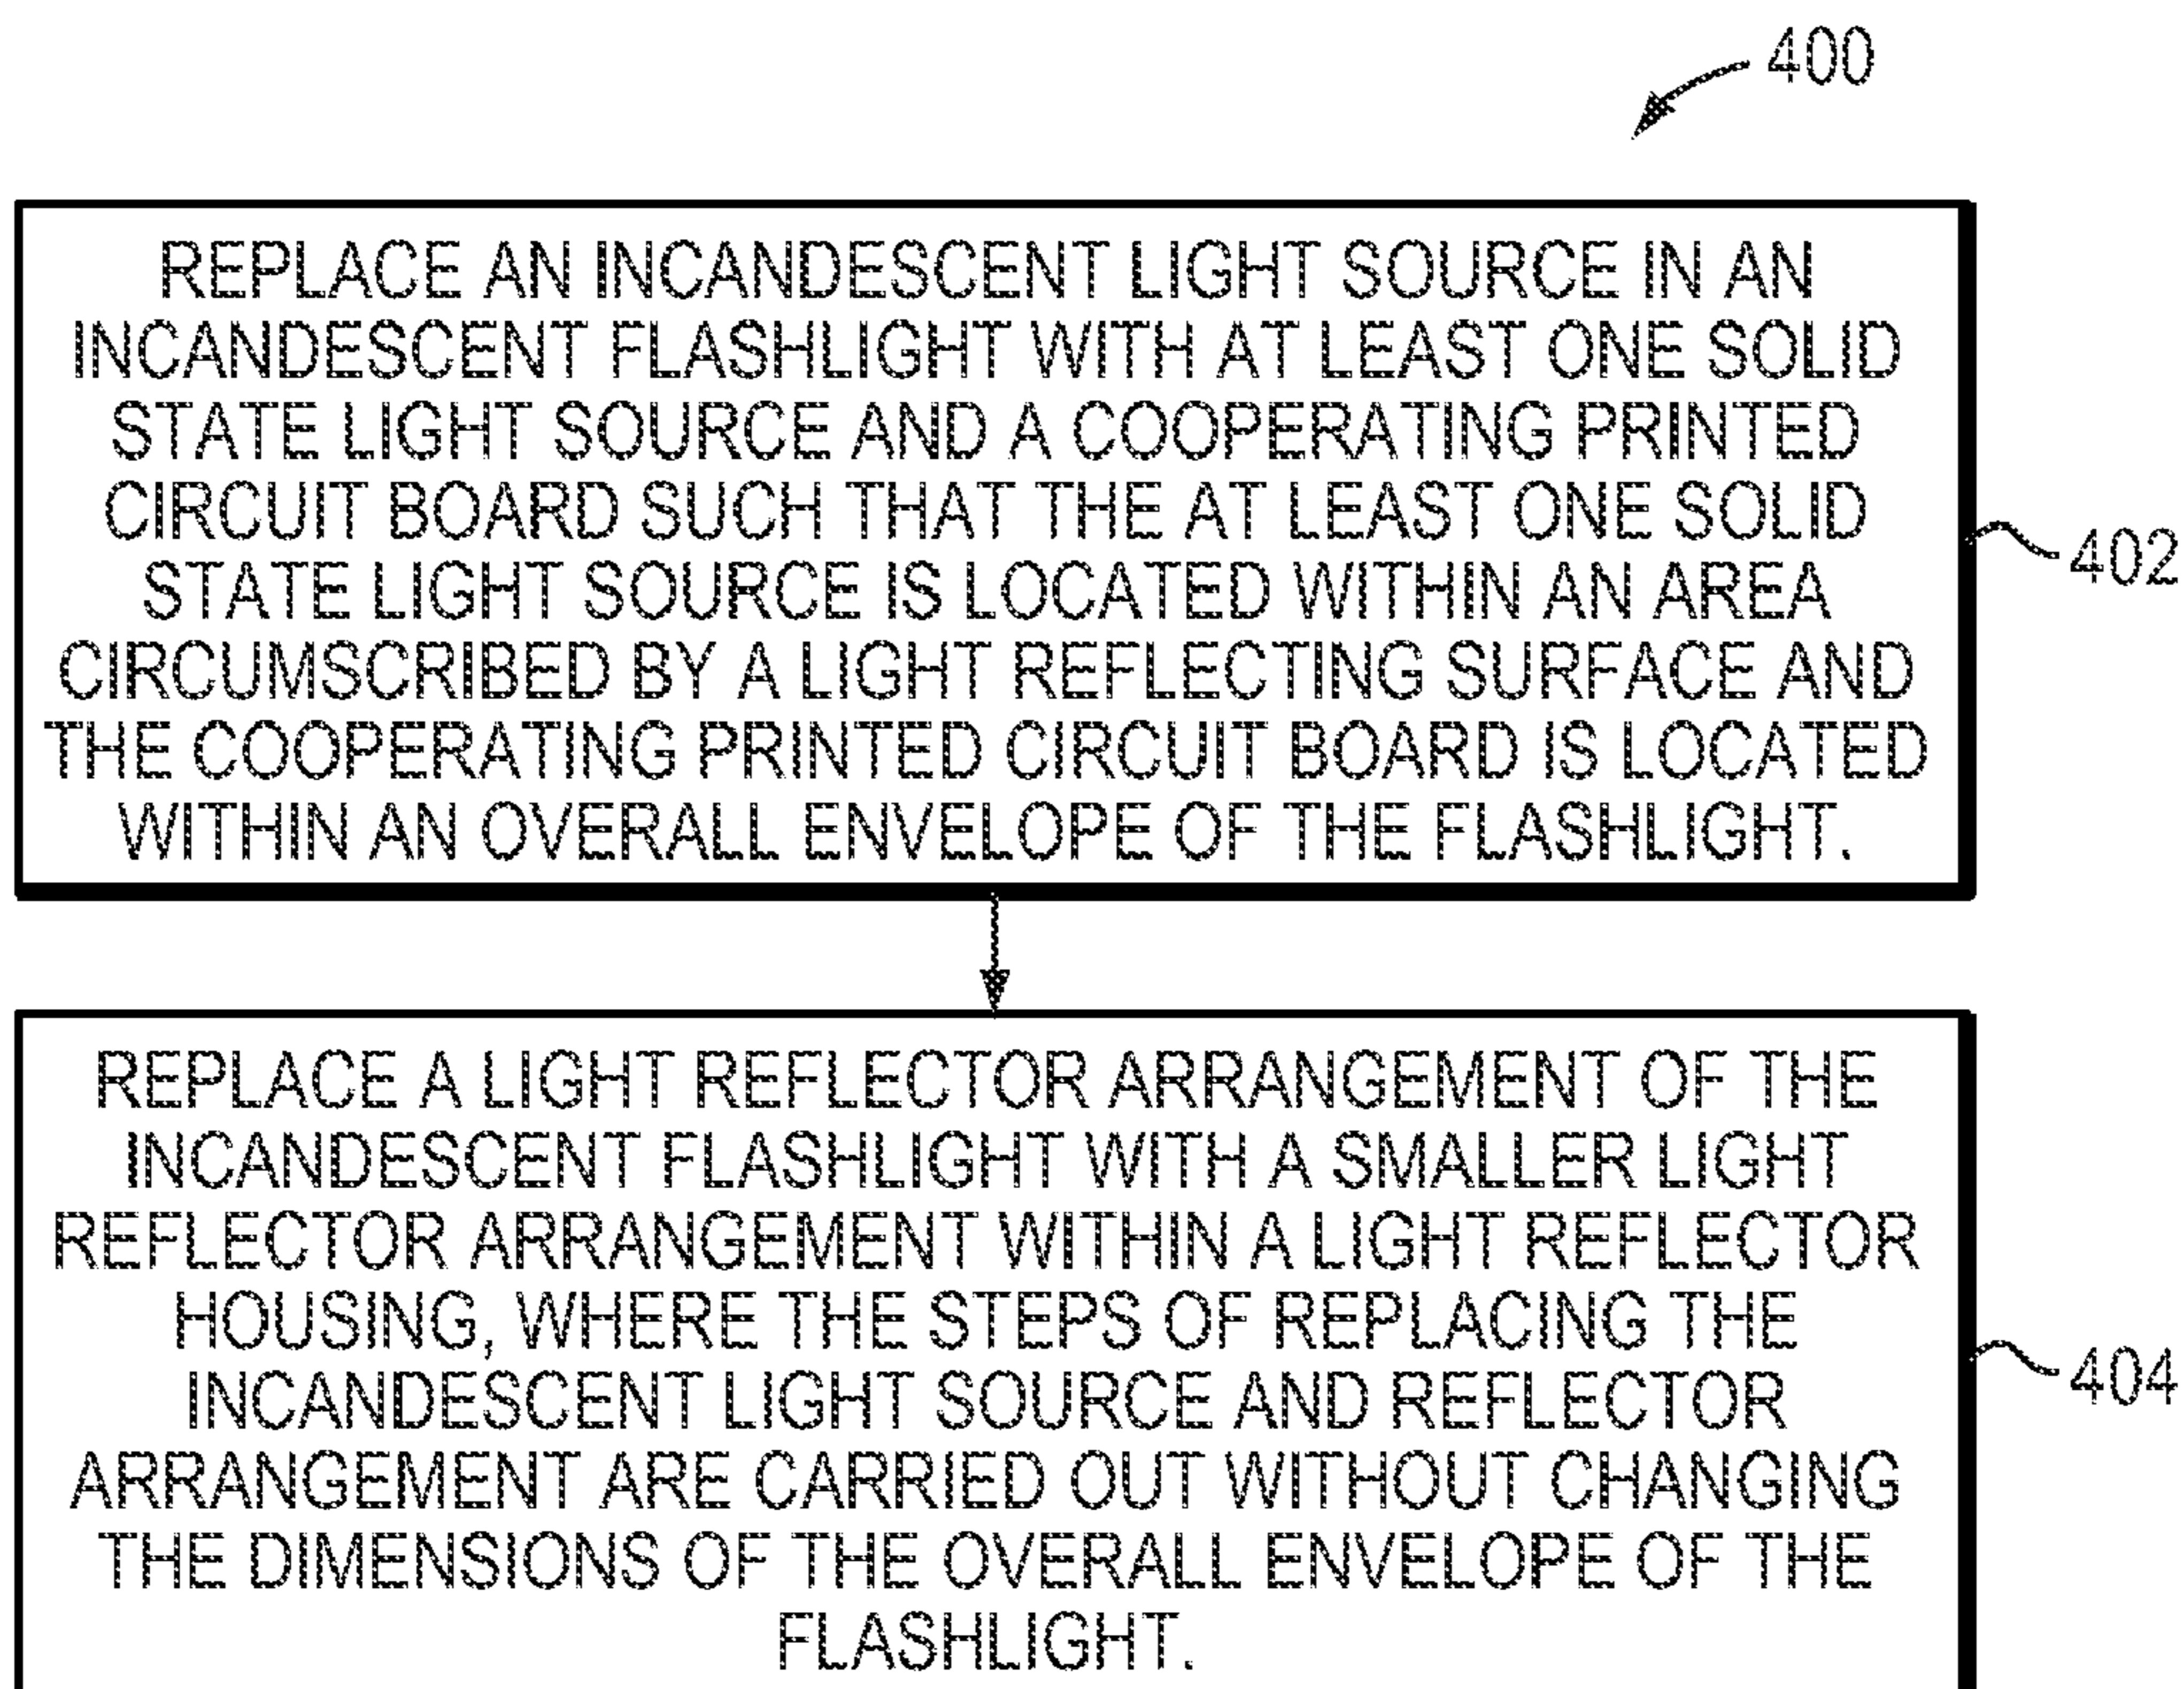 400
REPLACE AN INCANDESCENT LIGHT SOURCE IN AN
INCANDESCENT FLASHLIGHT WITH AT LEAST ONE SOLID
STATE LIGHT SOURCE AND A COOPERATING PRINTED
CIRCUIT BOARD SUCH THAT THE AT LEAST ONE SOLID
STATE LIGHT SOURCE IS LOCATED WITHIN AN AREA
CIRCUMSCRIBED BY A LIGHT REFLECTING SURFACE AND
THE COOPERATING PRINTED CIRCUIT BOARD IS LOCATED
WITHIN AN OVERALL ENVELOPE OF THE FLASHLIGHT.
402
REPLACE A LIGHT REFLECTOR ARRANGEMENT OF THE
INCANDESCENT FLASHLIGHT WITH A SMALLER LIGHT
REFLECTOR ARRANGEMENT WITHIN A LIGHT REFLECTOR
HOUSING, WHERE THE STEPS OF REPLACING THE
INCANDESCENT LIGHT SOURCE AND REFLECTOR
ARRANGEMENT ARE CARRIED OUT WITHOUT CHANGING
THE DIMENSIONS OF THE OVERALL ENVELOPE OF THE
FLASHLIGHT.
404